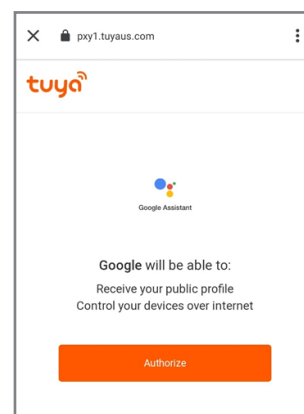 pxy1.tuyaus.com
tuya
Google Assistant
Google will be able to:
Receive your public profile
Control your devices over internet
Authorize